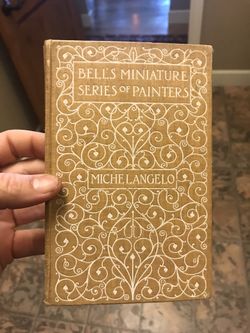 BELL'S MINIATURE
SERIES OF PAINTERS
MICHELANGELO